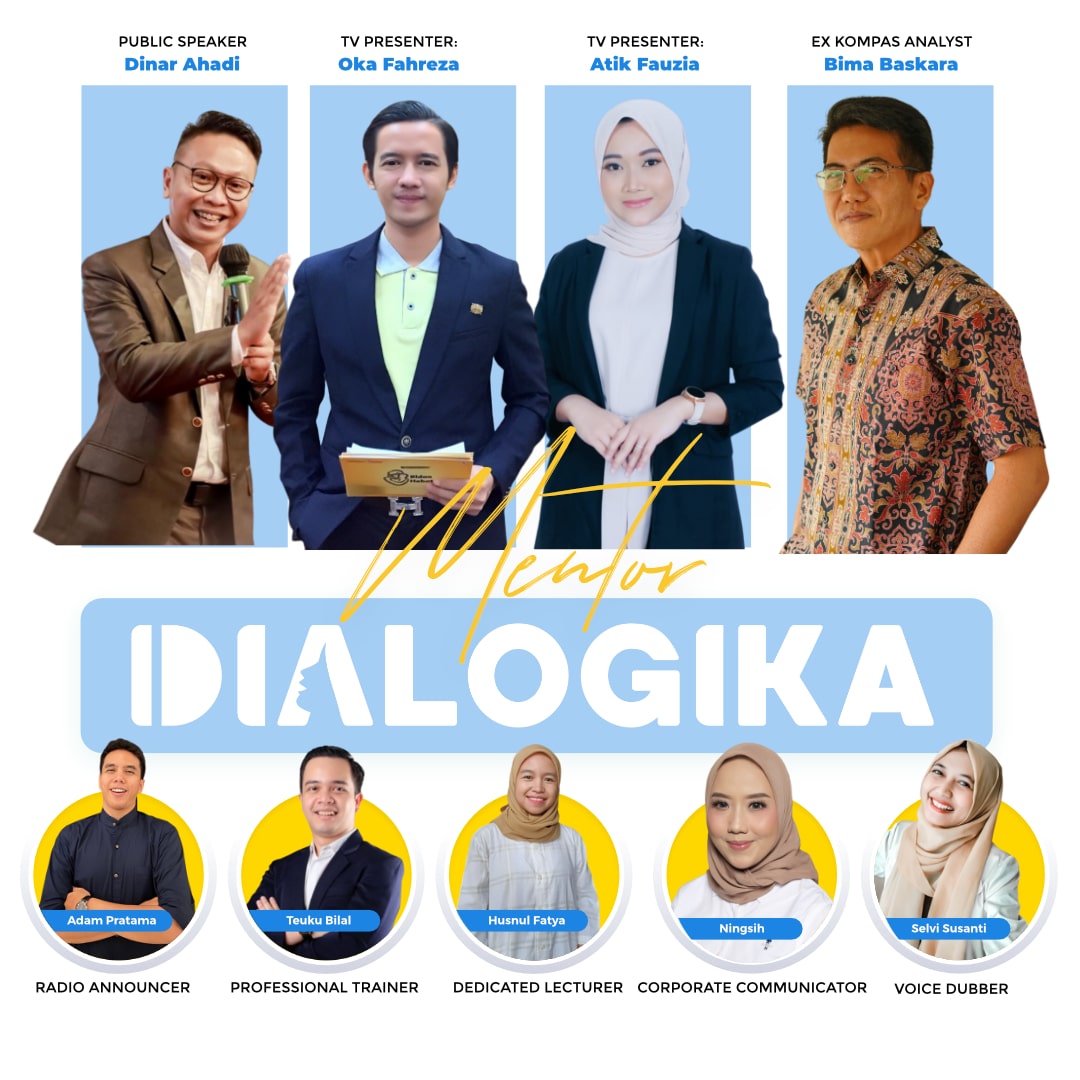 PUBLIC SPEAKER
Dinar Ahadi
TV PRESENTER:
Oka Fahreza
TV PRESENTER:
Atik Fauzia
EX KOMPAS ANALYST
Bima Baskara
Mentor
DIALOGIKA
Adam Pratama
RADIO ANNOUNCER
Teuku Bilal
PROFESSIONAL TRAINER
Husnul Fatya
DEDICATED LECTURER
Ningsih
CORPORATE COMMUNICATOR
Selvi Susanti
VOICE DUBBER